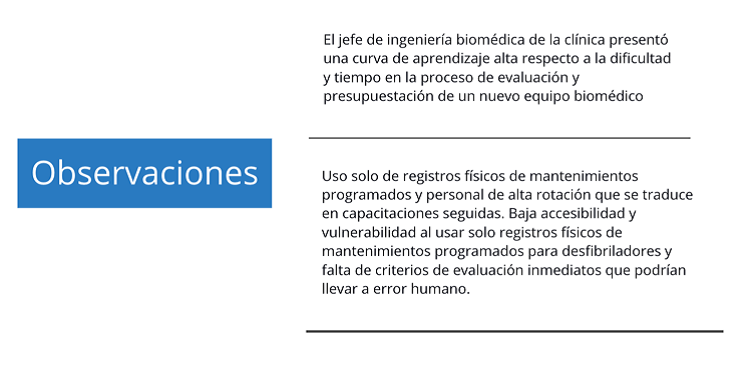 Observaciones
El jefe de ingeniería biomédica de la clínica presentó
una curva de aprendizaje alta respecto a la dificultad
y tiempo en la proceso de evaluación y
presupuestación de un nuevo equipo biomédico
Uso solo de registros físicos de mantenimientos
programados y personal de alta rotación que se traduce
en capacitaciones seguidas. Baja accesibilidad y
vulnerabilidad al usar solo registros físicos de
mantenimientos programados para desfibriladores y
falta de criterios de evaluación inmediatos que podrían
llevar a error humano.